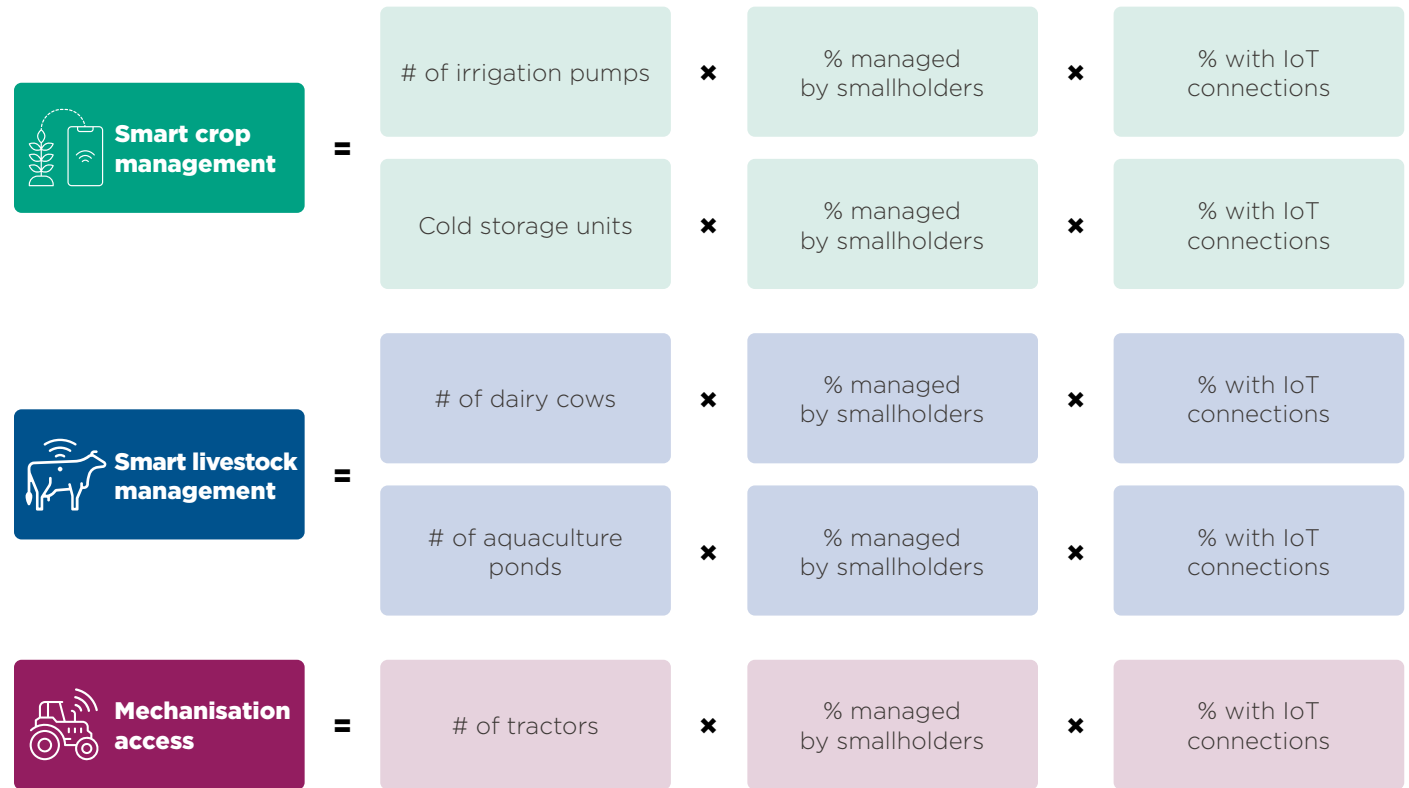 # of irrigation pumps
×
% managed
by smallholders
×
% with IoT
connections
Smart crop
management
=
Cold storage units
×
% managed
by smallholders
×
% with IoT
connections
# of dairy cows
×
% managed
by smallholders
×
% with IoT
connections
Smart livestock
management
=
# of aquaculture
ponds
×
% managed
by smallholders
×
% with IoT
connections
Mechanisation
access
=
# of tractors
×
% managed
by smallholders
×
% with IoT
connections